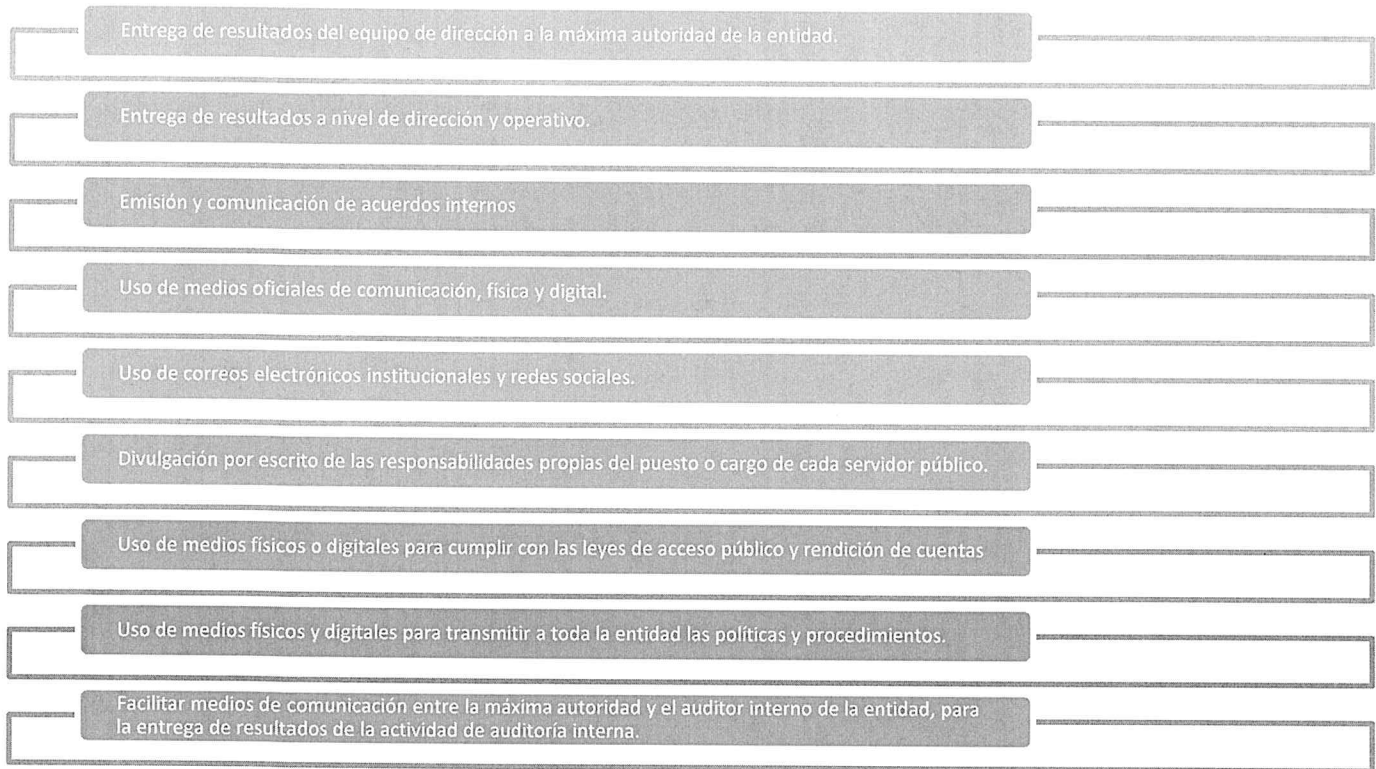 Entrega de resultados del equipo de dirección a la máxima autoridad de la entidad.
Entrega de resultados a nivel de dirección y operativo.
Emisión y comunicación de acuerdos internos
Uso de medios oficiales de comunicación, física y digital.
Uso de correos electrónicos institucionales y redes sociales.
Divulgación por escrito de las responsabilidades propias del puesto o cargo de cada servidor público.
Uso de medios físicos o digitales para cumplir con las leyes de acceso público y rendición de cuentas
Uso de medios físicos y digitales para transmitir a toda la entidad las políticas y procedimientos.
Facilitar medios de comunicación entre la máxima autoridad y el auditor interno de la entidad, para
la entrega de resultados de la actividad de auditoría interna.